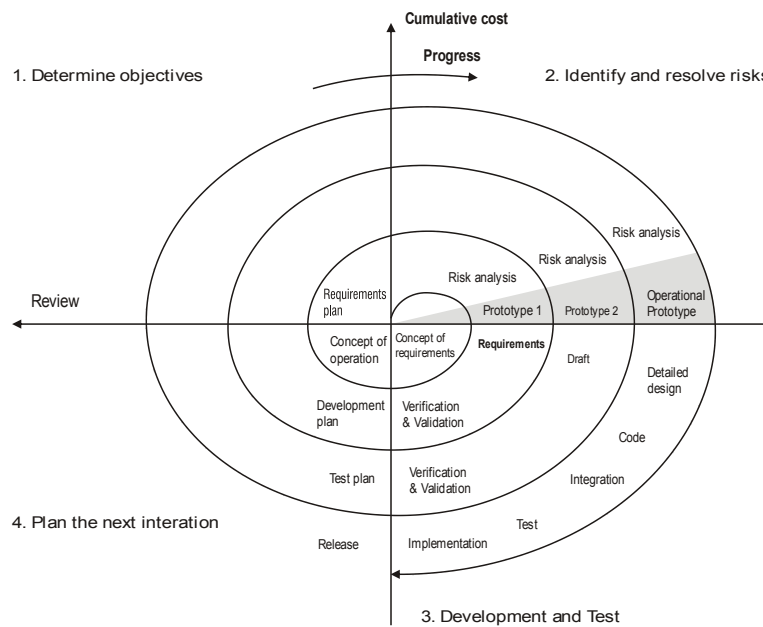 Cumulative cost
Progress
1. Determine objectives
2. Identify and resolve risks
Risk analysis
Risk analysis
Risk analysis
Requirements
plan
Review
Prototype 1
Prototype 2
Operational
Prototype
Concept of
operation
Concept of
requirements
Requirements
Draft
Detailed
design
Development
plan
Verification
& Validation
Code
Test plan
Verification
& Validation
Integration
4. Plan the next interation
Test
Release
Implementation
3. Development and Test